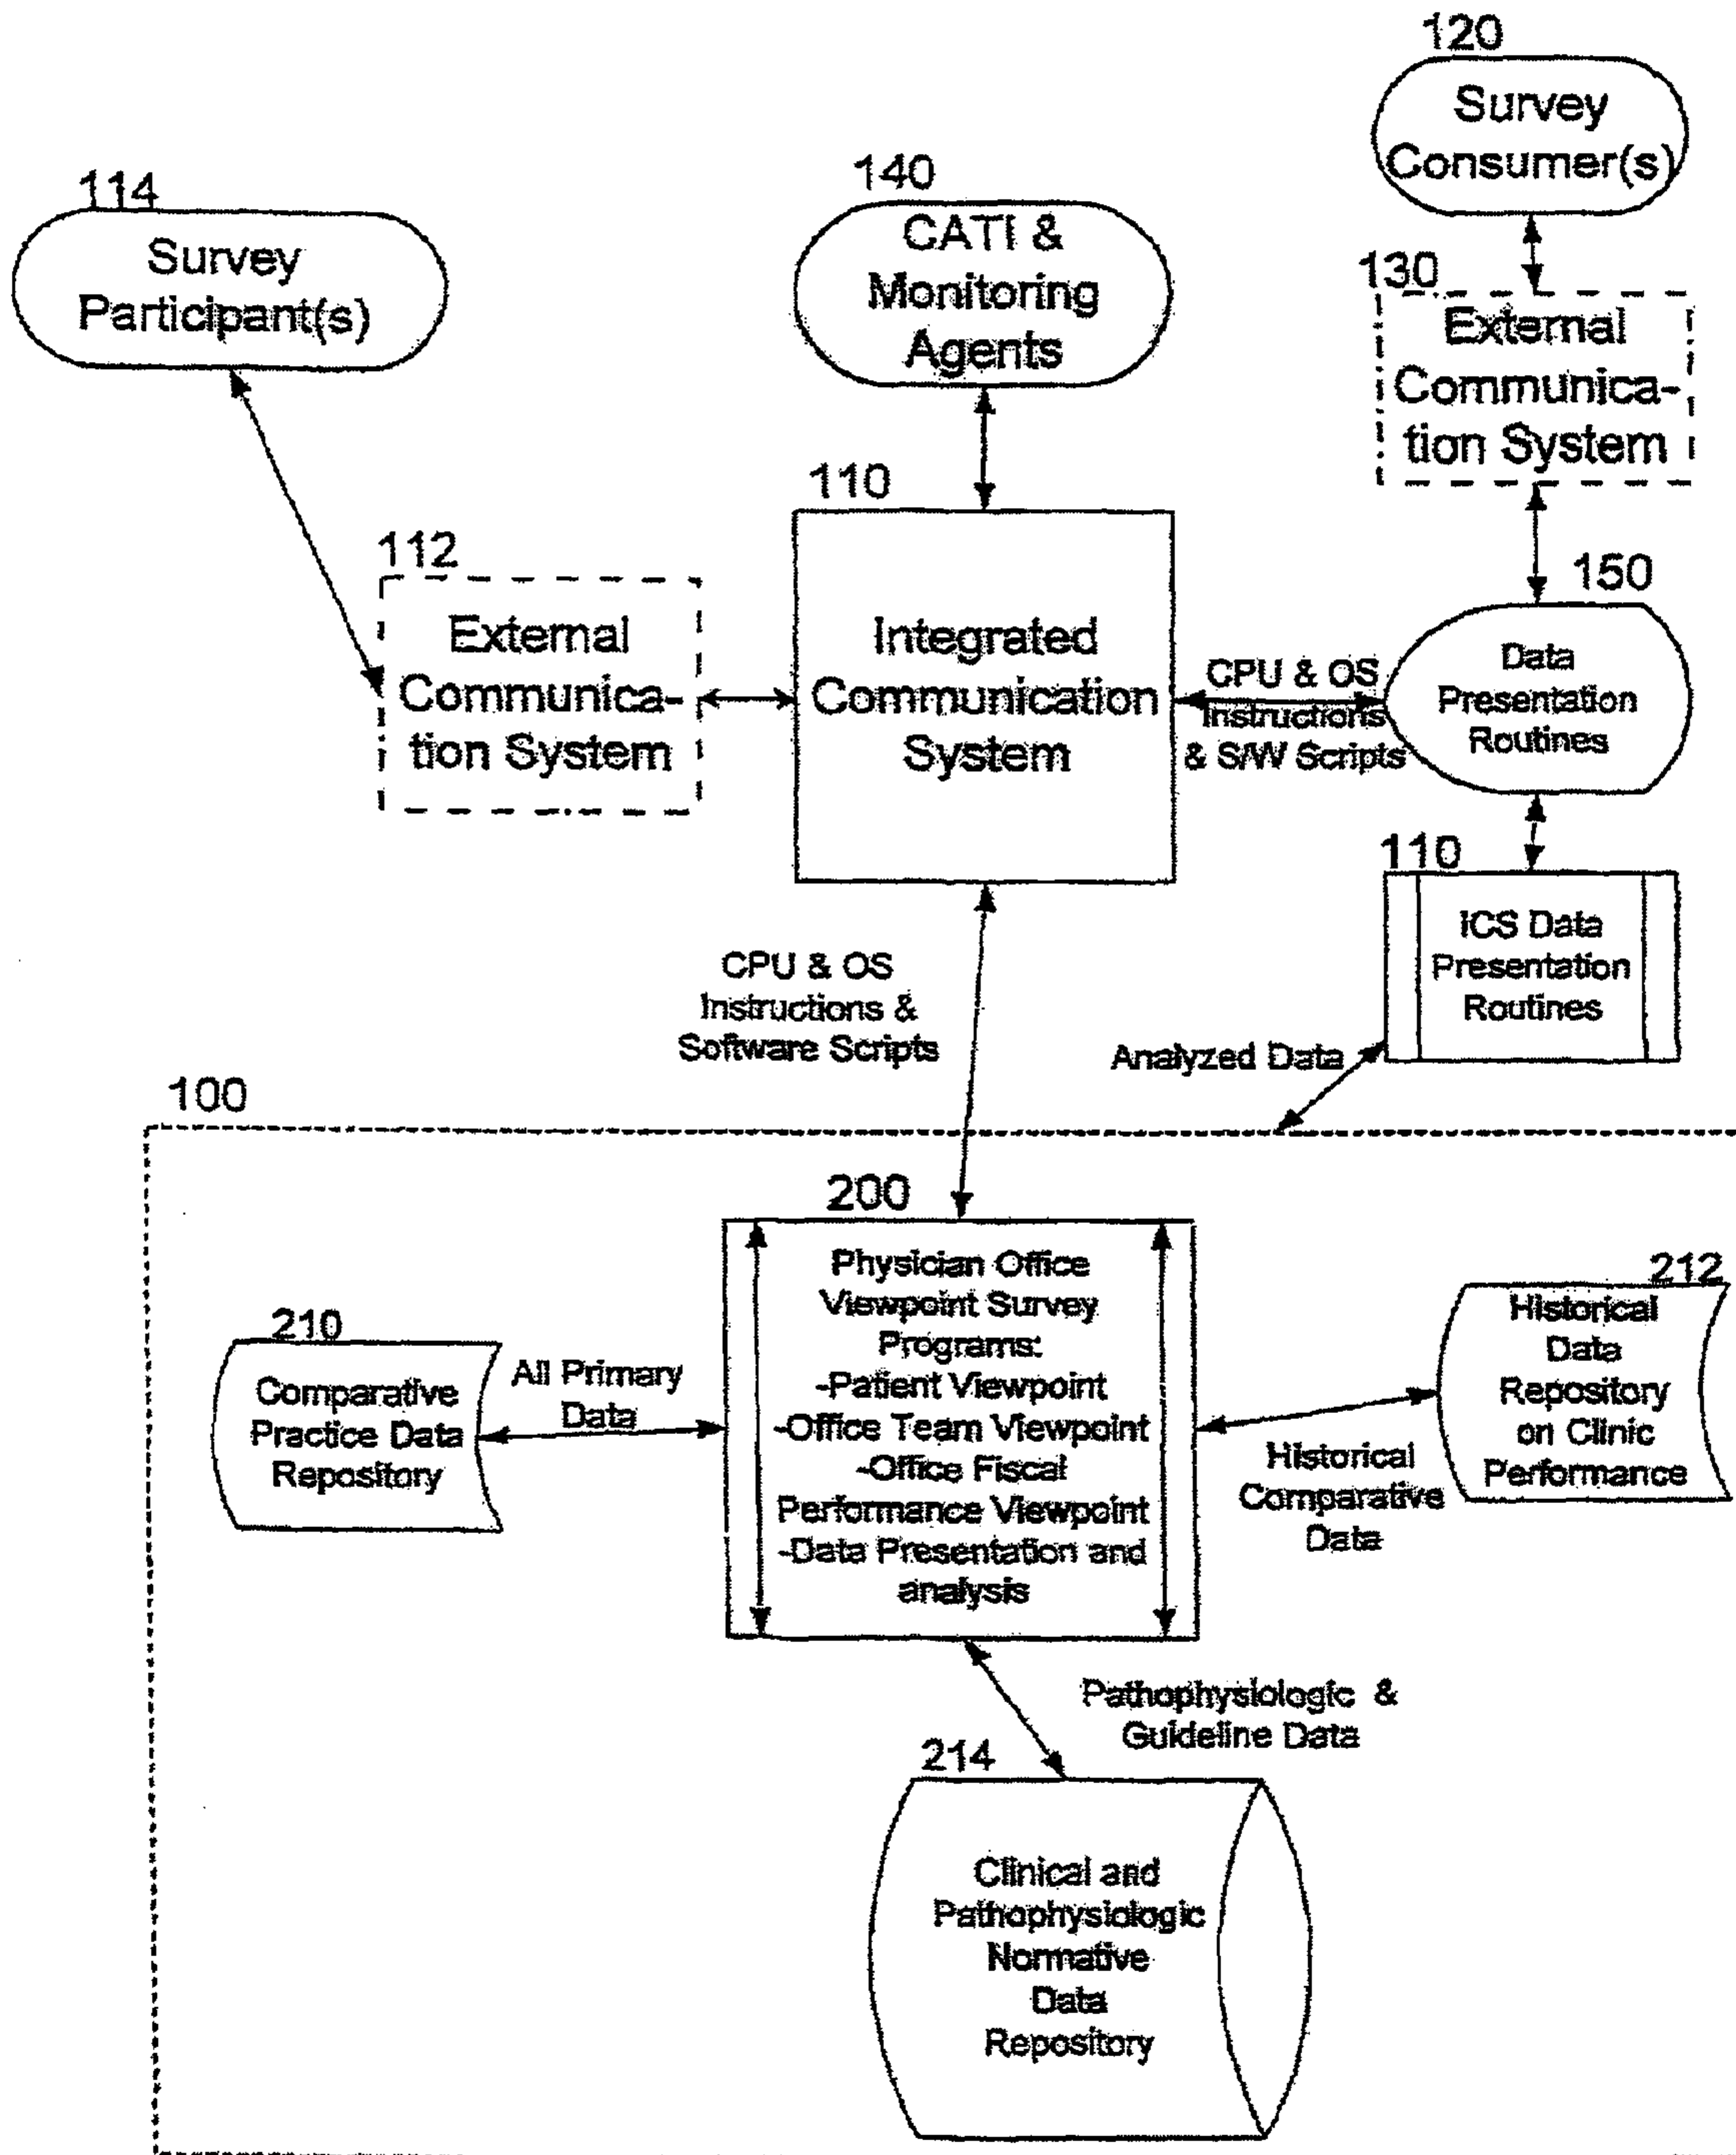 120
Survey
Consumer(s)
114
Survey
Participant(s)
140
CATI &
Monitoring
Agents
130
External
Communica-
tion System
110
Integrated
Communication
System
112
External
Communica-
tion System
150
Data
Presentation
Routines
CPU & OS
Instructions
& S/W Scripts
110
ICS Data
Presentation
Routines
CPU & OS
Instructions &
Software Scripts
Analyzed Data
100
200
Physician Office
Viewpoint Survey
Programs:
-Patient Viewpoint
-Office Team Viewpoint
-Office Fiscal
Performance Viewpoint
-Data Presentation and
analysis
210
Comparative
Practice Data
Repository
All Primary
Data
212
Historical
Data
Repository
on Clinic
Performance
Historical
Comparative
Data
Pathophysiologic &
Guideline Data
214
Clinical and
Pathophysiologic
Normative
Data
Repository